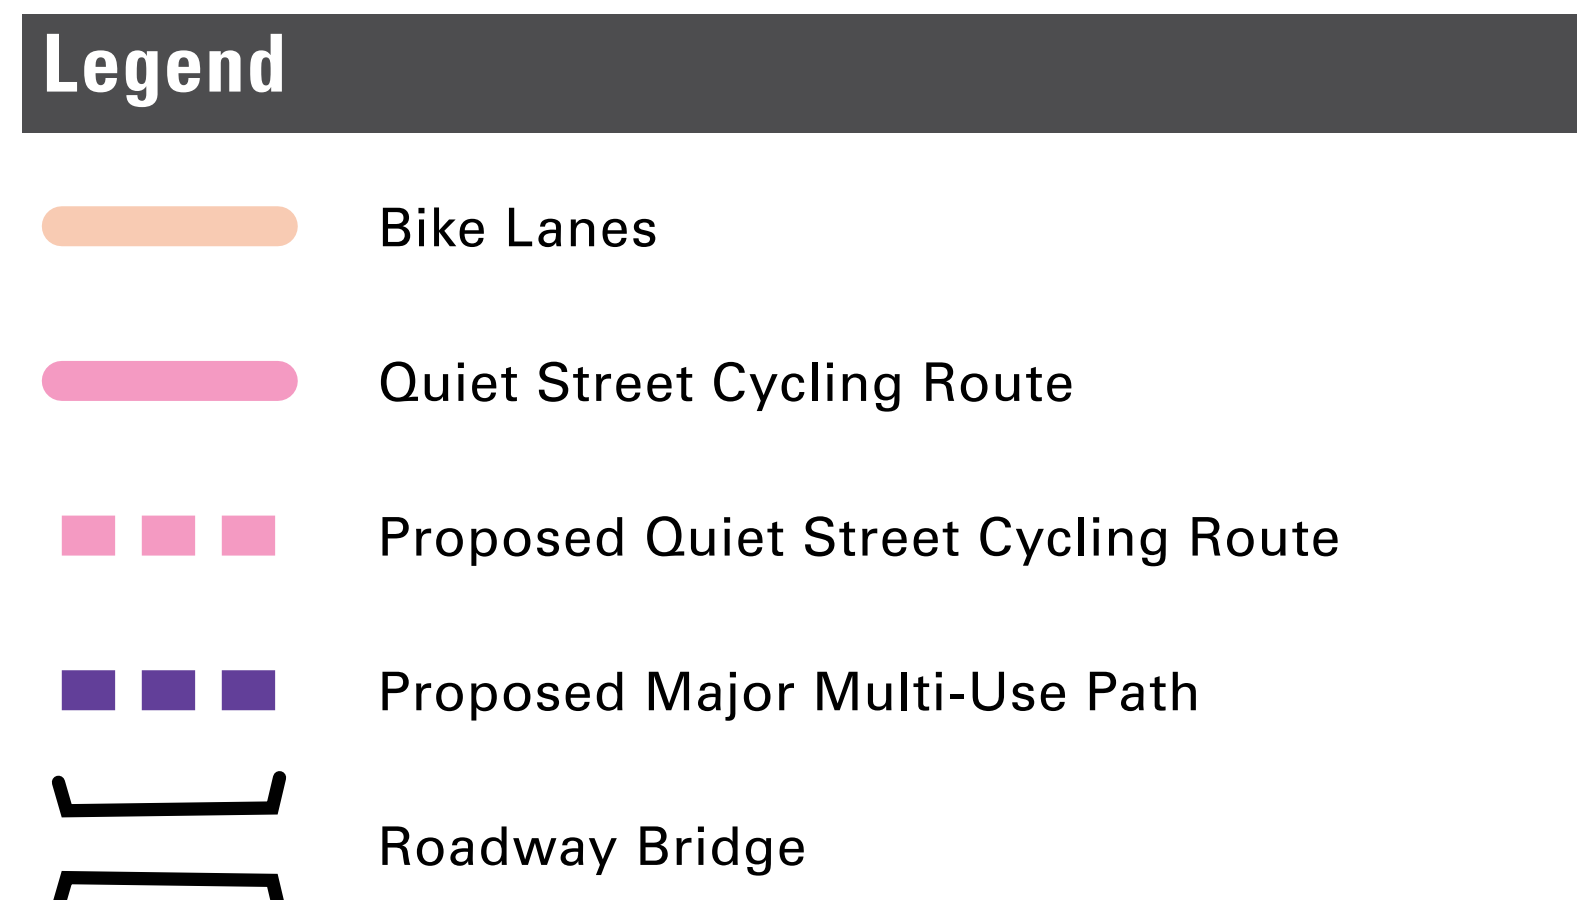 Legend
Bike Lanes
Quiet Street Cycling Route
Proposed Quiet Street Cycling Route
Proposed Major Multi-Use Path
Roadway Bridge